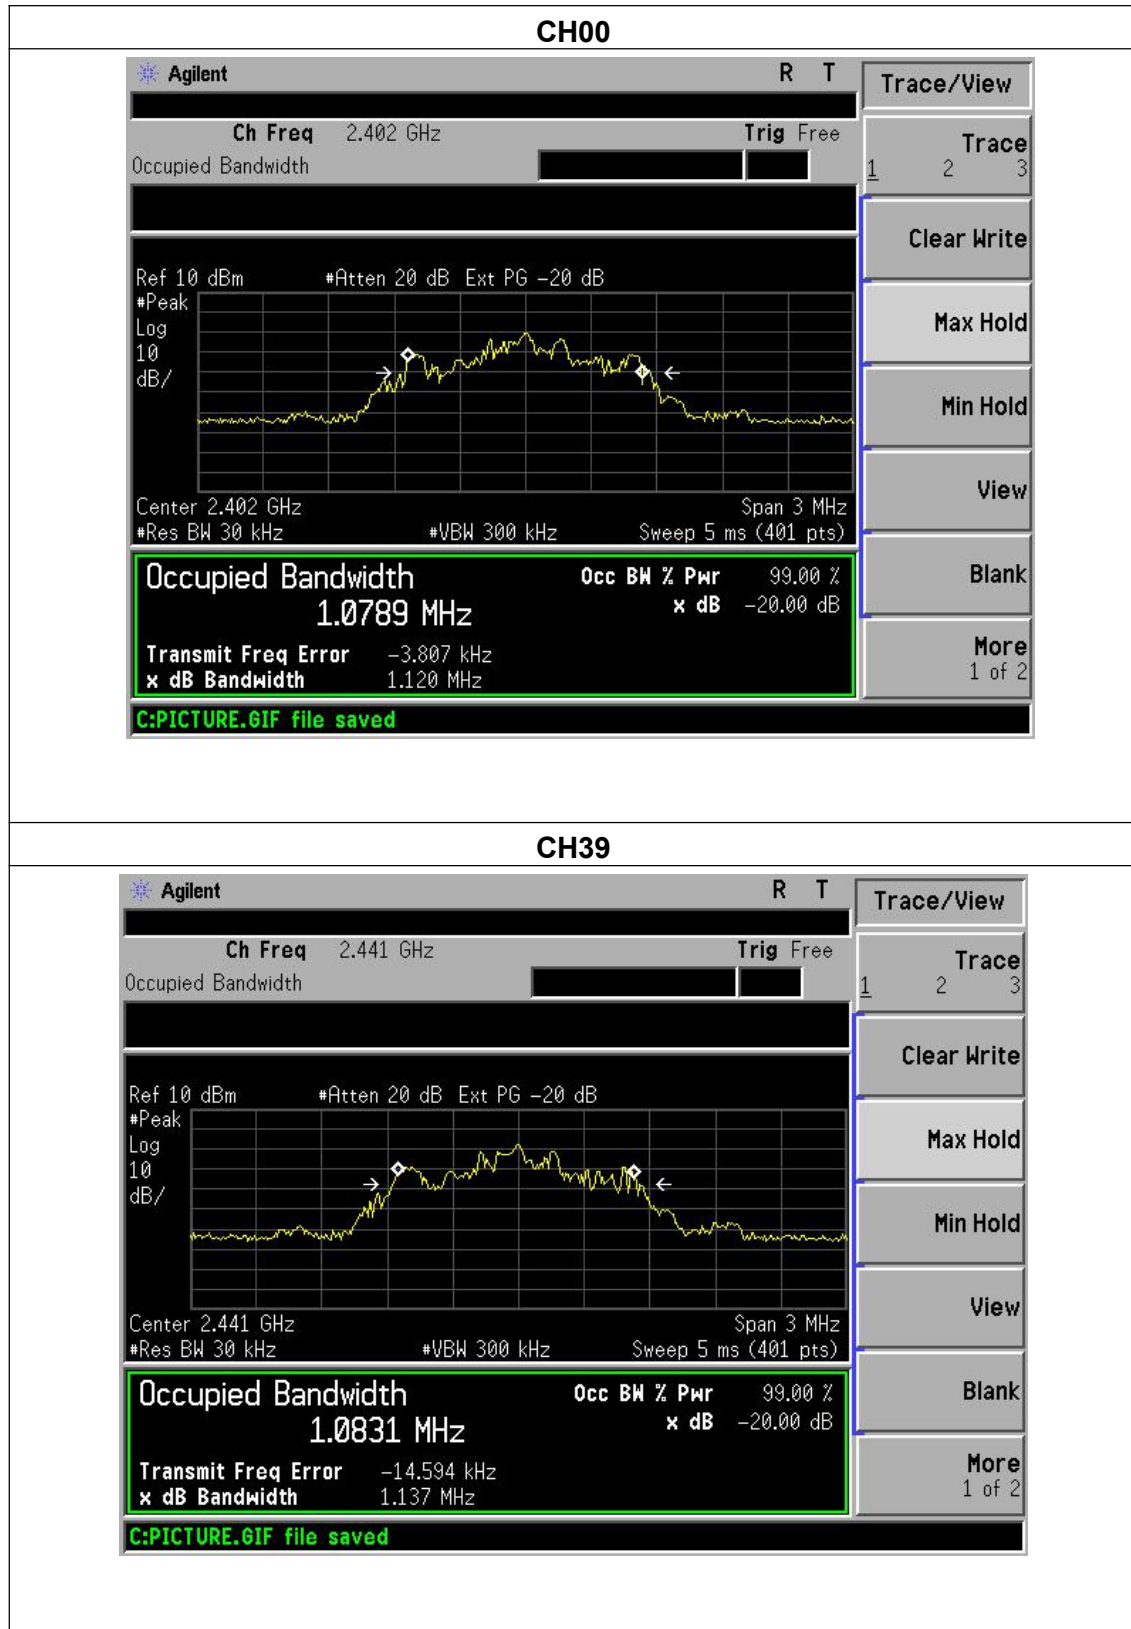 CH00
Agilent R T
Trace/View
Ch Freq 2.402 GHz Trig Free
Occupied Bandwidth
Trace
1 2 3
Clear Write
Ref 10 dBm #Atten 20 dB Ext PG -20 dB
#Peak
Log
10
dB/
Max Hold
Min Hold
View
Center 2.402 GHz Span 3 MHz
#Res BW 30 kHz #VBW 300 kHz Sweep 5 ms (401 pts)
Blank
Occupied Bandwidth Occ BW % Pwr 99.00 %
1.0789 MHz x dB -20.00 dB
Transmit Freq Error -3.807 kHz
x dB Bandwidth 1.120 MHz
More
1 of 2
C:PICTURE.GIF file saved
CH39
Agilent R T
Trace/View
Ch Freq 2.441 GHz Trig Free
Occupied Bandwidth
Trace
1 2 3
Clear Write
Ref 10 dBm #Atten 20 dB Ext PG -20 dB
#Peak
Log
10
dB/
Max Hold
Min Hold
View
Center 2.441 GHz Span 3 MHz
#Res BW 30 kHz #VBW 300 kHz Sweep 5 ms (401 pts)
Blank
Occupied Bandwidth Occ BW % Pwr 99.00 %
1.0831 MHz x dB -20.00 dB
Transmit Freq Error -14.594 kHz
x dB Bandwidth 1.137 MHz
More
1 of 2
C:PICTURE.GIF file saved